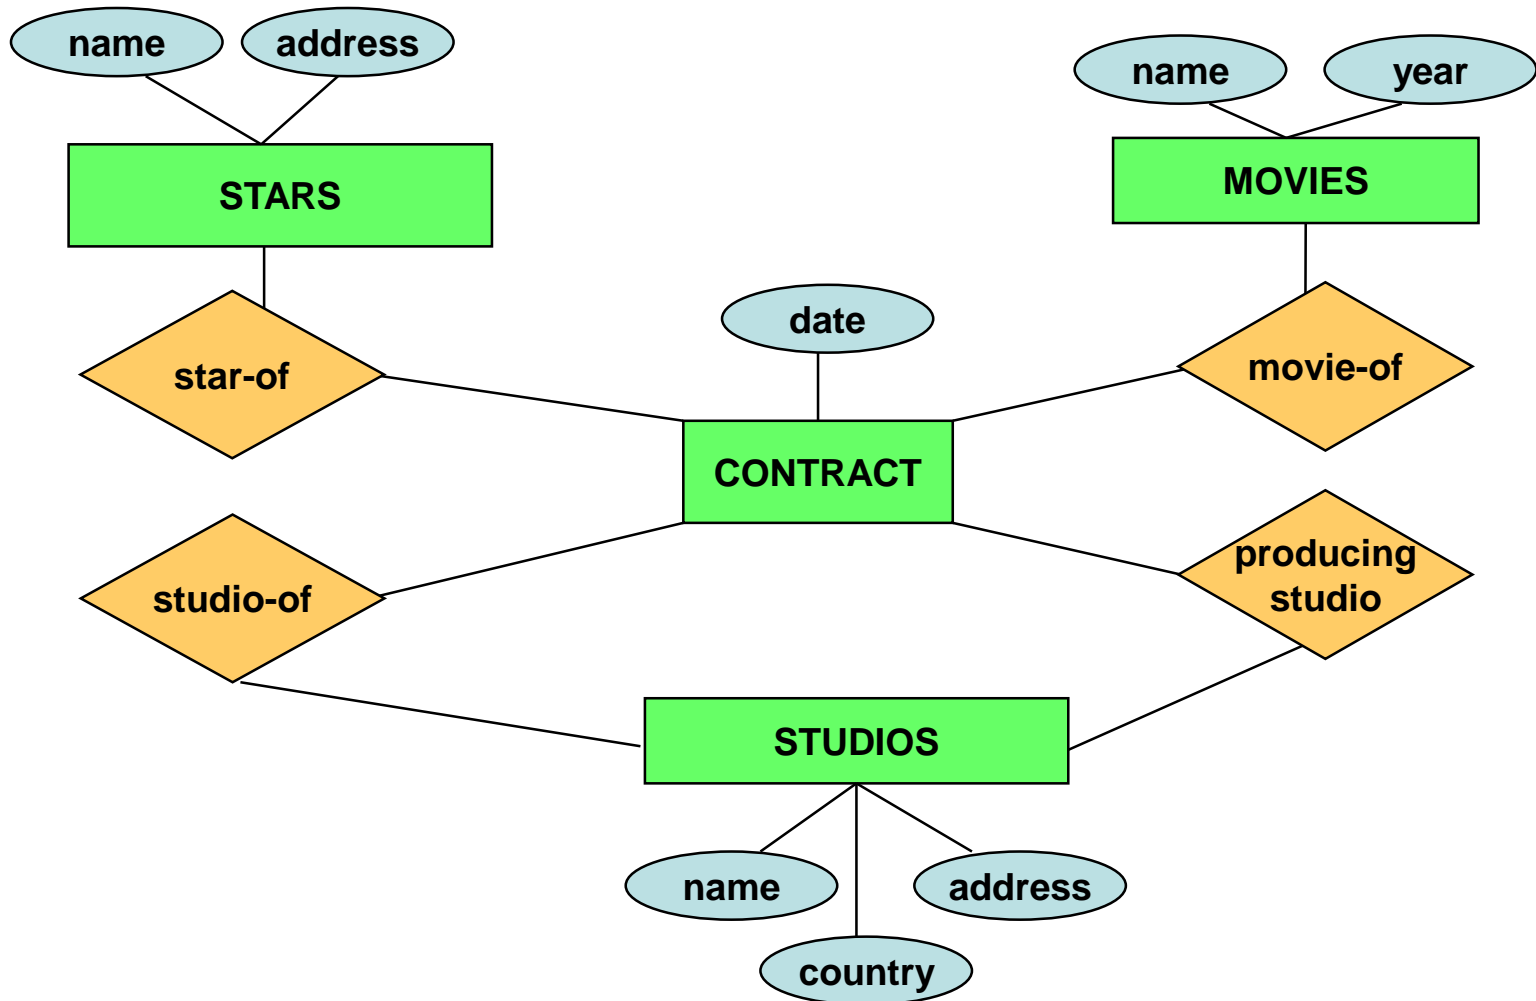 name
address
name
year
STARS
MOVIES
date
star-of
movie-of
CONTRACT
studio-of
producing
studio
STUDIOS
name
address
country